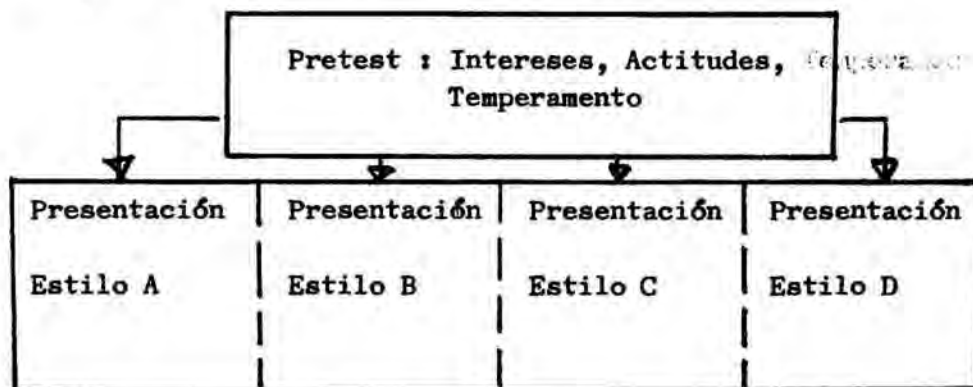 Pretest : Intereses, Actitudes,
Temperamento
Presentación
Estilo A
Presentación
Estilo B
Presentación
Estilo C
Presentación
Estilo D